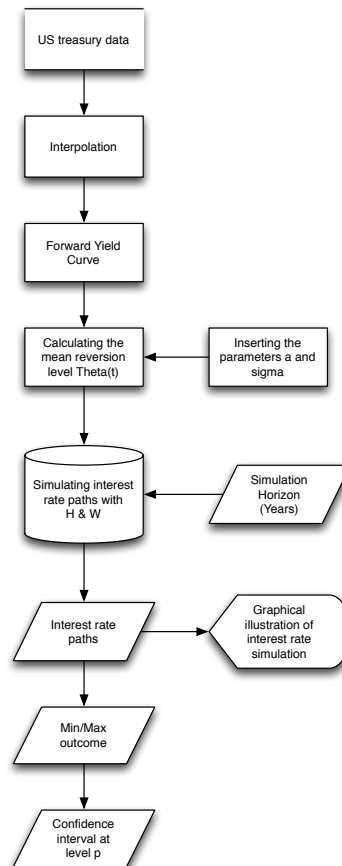 US treasury data
Interpolation
Forward Yield
Curve
Calculating the
mean reversion
level Theta(t)
Inserting the
parameters a and
sigma
Simulating interest
rate paths with
H & W
Simulation
Horizon
(Years)
Interest rate
paths
Graphical
illustration of
interest rate
simulation
Min/Max
outcome
Confidence
interval at
level p